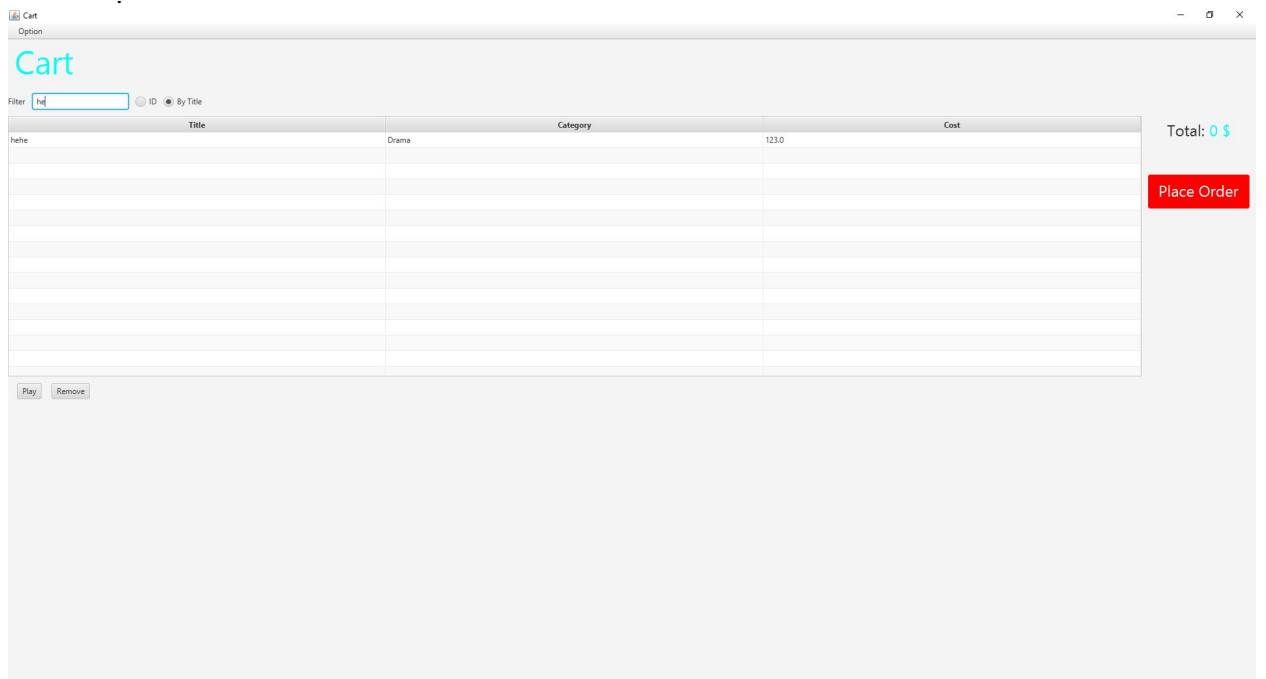 Cart
Option
Cart
Filter he ID By Title
Title Category Cost
hehe Drama 123.0
Total: 0 $
Place Order
Play Remove